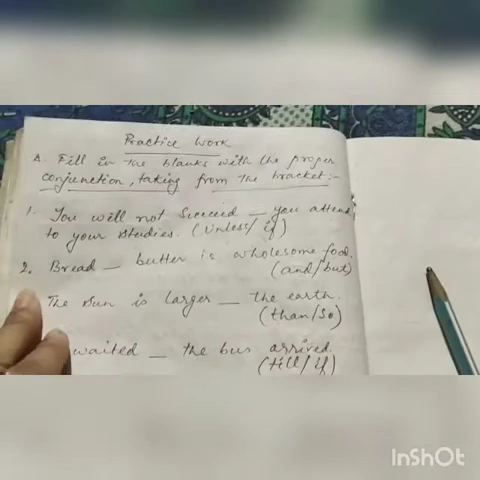 Practice Work
A. Fill in the blanks with the proper
conjunction, taking from the bracket:-
1. You will not succeed _ you attend
to your studies. (Unless/if)
2. Bread _ butter is wholesome food.
(and/but)
The sun is larger _ the earth.
(than/So)
waited _ the bus arrived.
(till/if)
InShOt